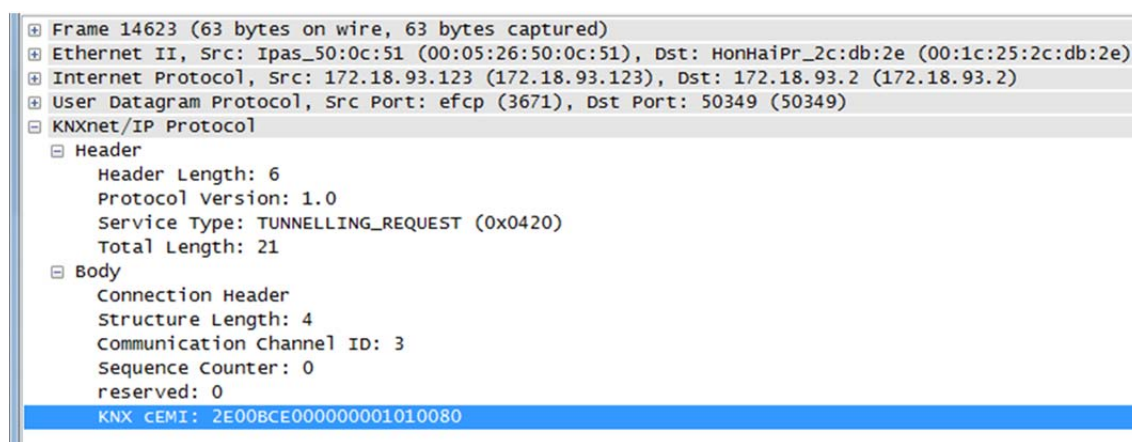 Frame 14623 (63 bytes on wire, 63 bytes captured)
Ethernet II, Src: Ipas_50:0c:51 (00:05:26:50:0c:51), Dst: HonHaiPr_2c:db:2e (00:1c:25:2c:db:2e)
Internet Protocol, Src: 172.18.93.123 (172.18.93.123), Dst: 172.18.93.2 (172.18.93.2)
User Datagram Protocol, Src Port: efcp (3671), Dst Port: 50349 (50349)
KNXnet/IP Protocol
Header
Header Length: 6
Protocol Version: 1.0
Service Type: TUNNELLING_REQUEST (0x0420)
Total Length: 21
Body
Connection Header
Structure Length: 4
Communication Channel ID: 3
Sequence Counter: 0
reserved: 0
KNX cEMI: 2E00BCE000000001010080